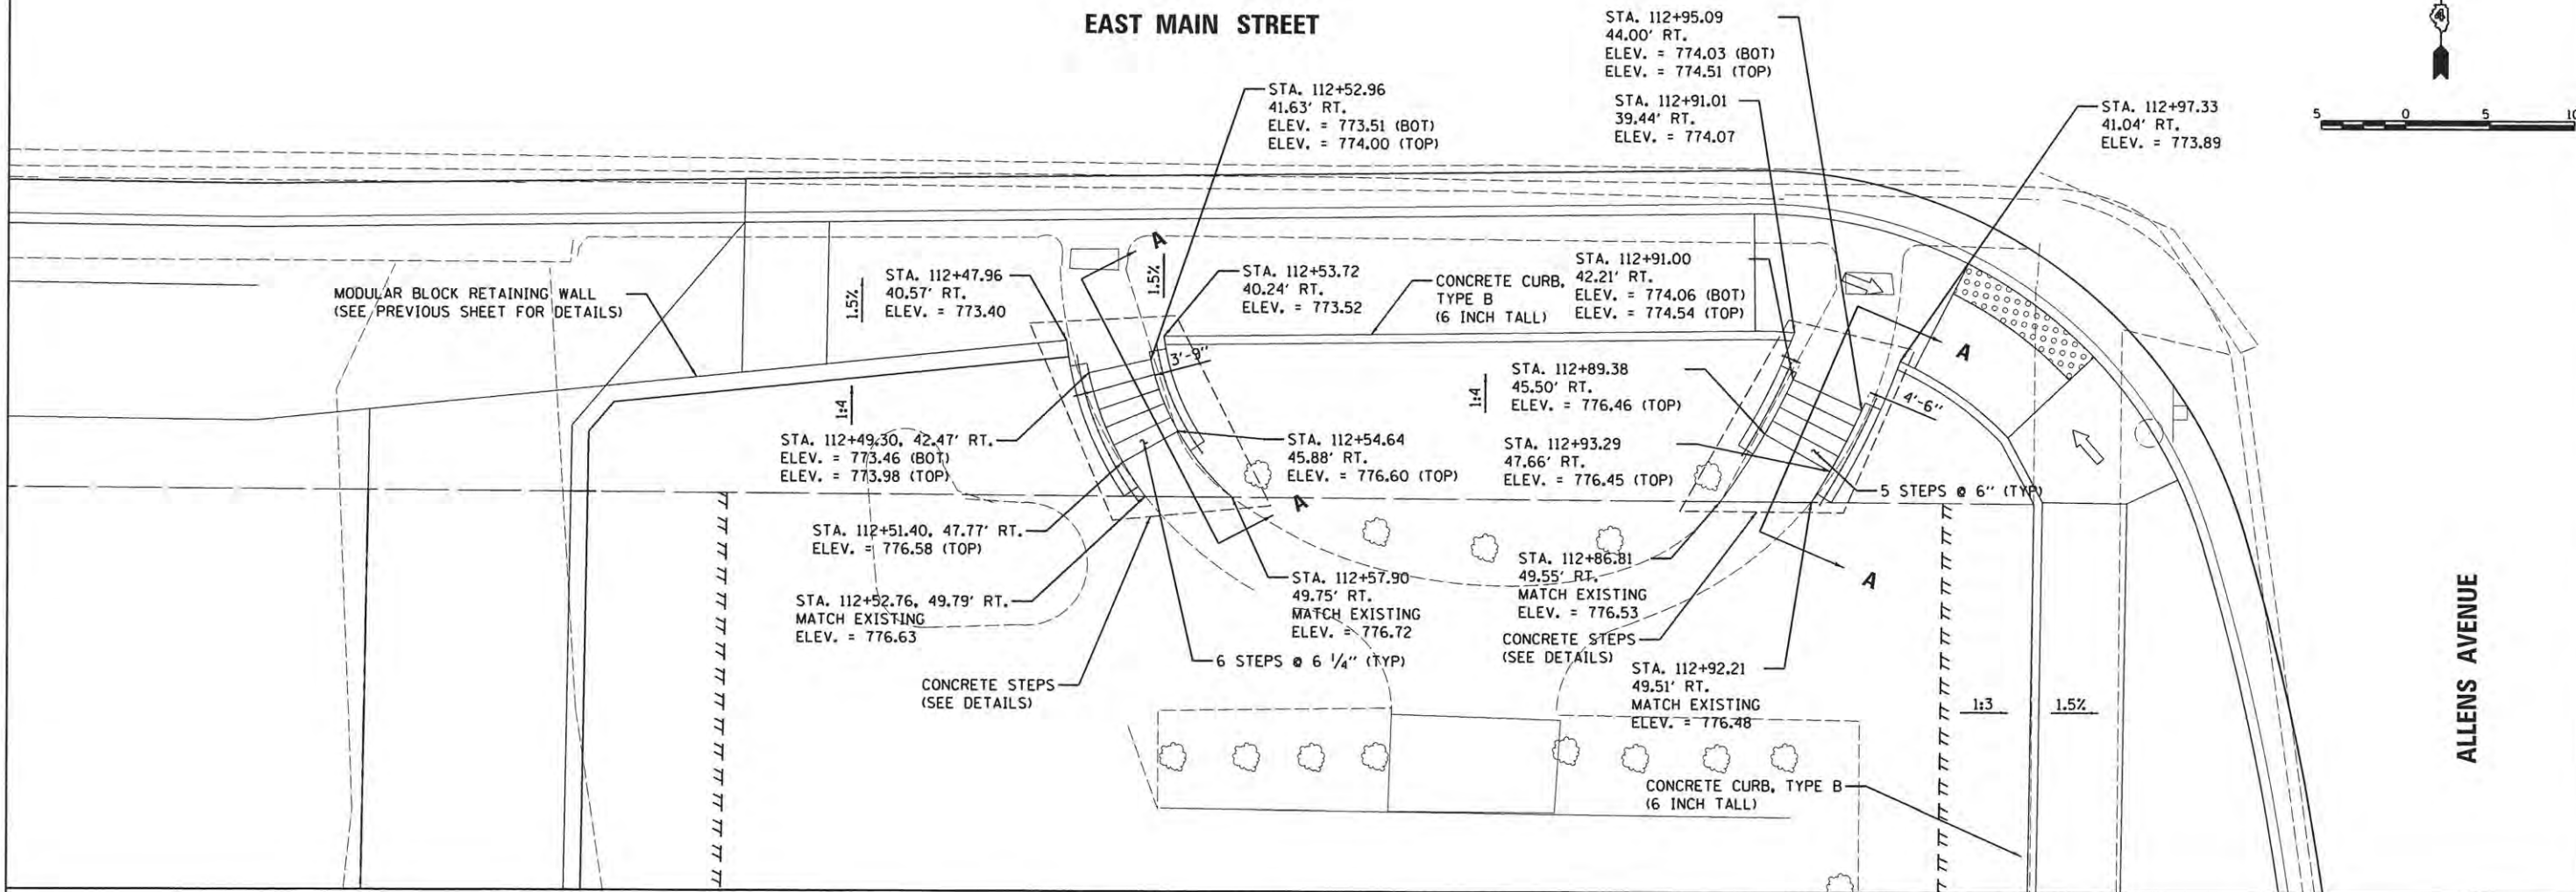 EAST MAIN STREET
STA. 112+95.09
44.00' RT.
ELEV. = 774.03 (BOT)
ELEV. = 774.51 (TOP)
STA. 112+52.96
41.63' RT.
ELEV. = 773.51 (BOT)
ELEV. = 774.00 (TOP)
STA. 112+91.01
39.44' RT.
ELEV. = 774.07
STA. 112+97.33
41.04' RT.
ELEV. = 773.89
5 0 5 10
MODULAR BLOCK RETAINING WALL
(SEE PREVIOUS SHEET FOR DETAILS)
1.5%
STA. 112+47.96
40.57' RT.
ELEV. = 773.40
A
1.5%
STA. 112+53.72
40.24' RT.
ELEV. = 773.52
CONCRETE CURB,
TYPE B
(6 INCH TALL)
STA. 112+91.00
42.21' RT.
ELEV. = 774.06 (BOT)
ELEV. = 774.54 (TOP)
A
3'-9"
1:4
1:4
STA. 112+89.38
45.50' RT.
ELEV. = 776.46 (TOP)
4'-6"
STA. 112+49.30, 42.47' RT.
ELEV. = 773.46 (BOT)
ELEV. = 773.98 (TOP)
STA. 112+54.64
45.88' RT.
ELEV. = 776.60 (TOP)
STA. 112+93.29
47.66' RT.
ELEV. = 776.45 (TOP)
5 STEPS @ 6" (TYP)
A
STA. 112+51.40, 47.77' RT.
ELEV. = 776.58 (TOP)
STA. 112+52.76, 49.79' RT.
MATCH EXISTING
ELEV. = 776.63
STA. 112+57.90
49.75' RT.
MATCH EXISTING
ELEV. = 776.72
STA. 112+86.81
49.55' RT.
MATCH EXISTING
ELEV. = 776.53
A
6 STEPS @ 6 1/4" (TYP)
CONCRETE STEPS
(SEE DETAILS)
CONCRETE STEPS
(SEE DETAILS)
STA. 112+92.21
49.51' RT.
MATCH EXISTING
ELEV. = 776.48
1:3
1.5%
CONCRETE CURB, TYPE B
(6 INCH TALL)
ALLENS AVENUE